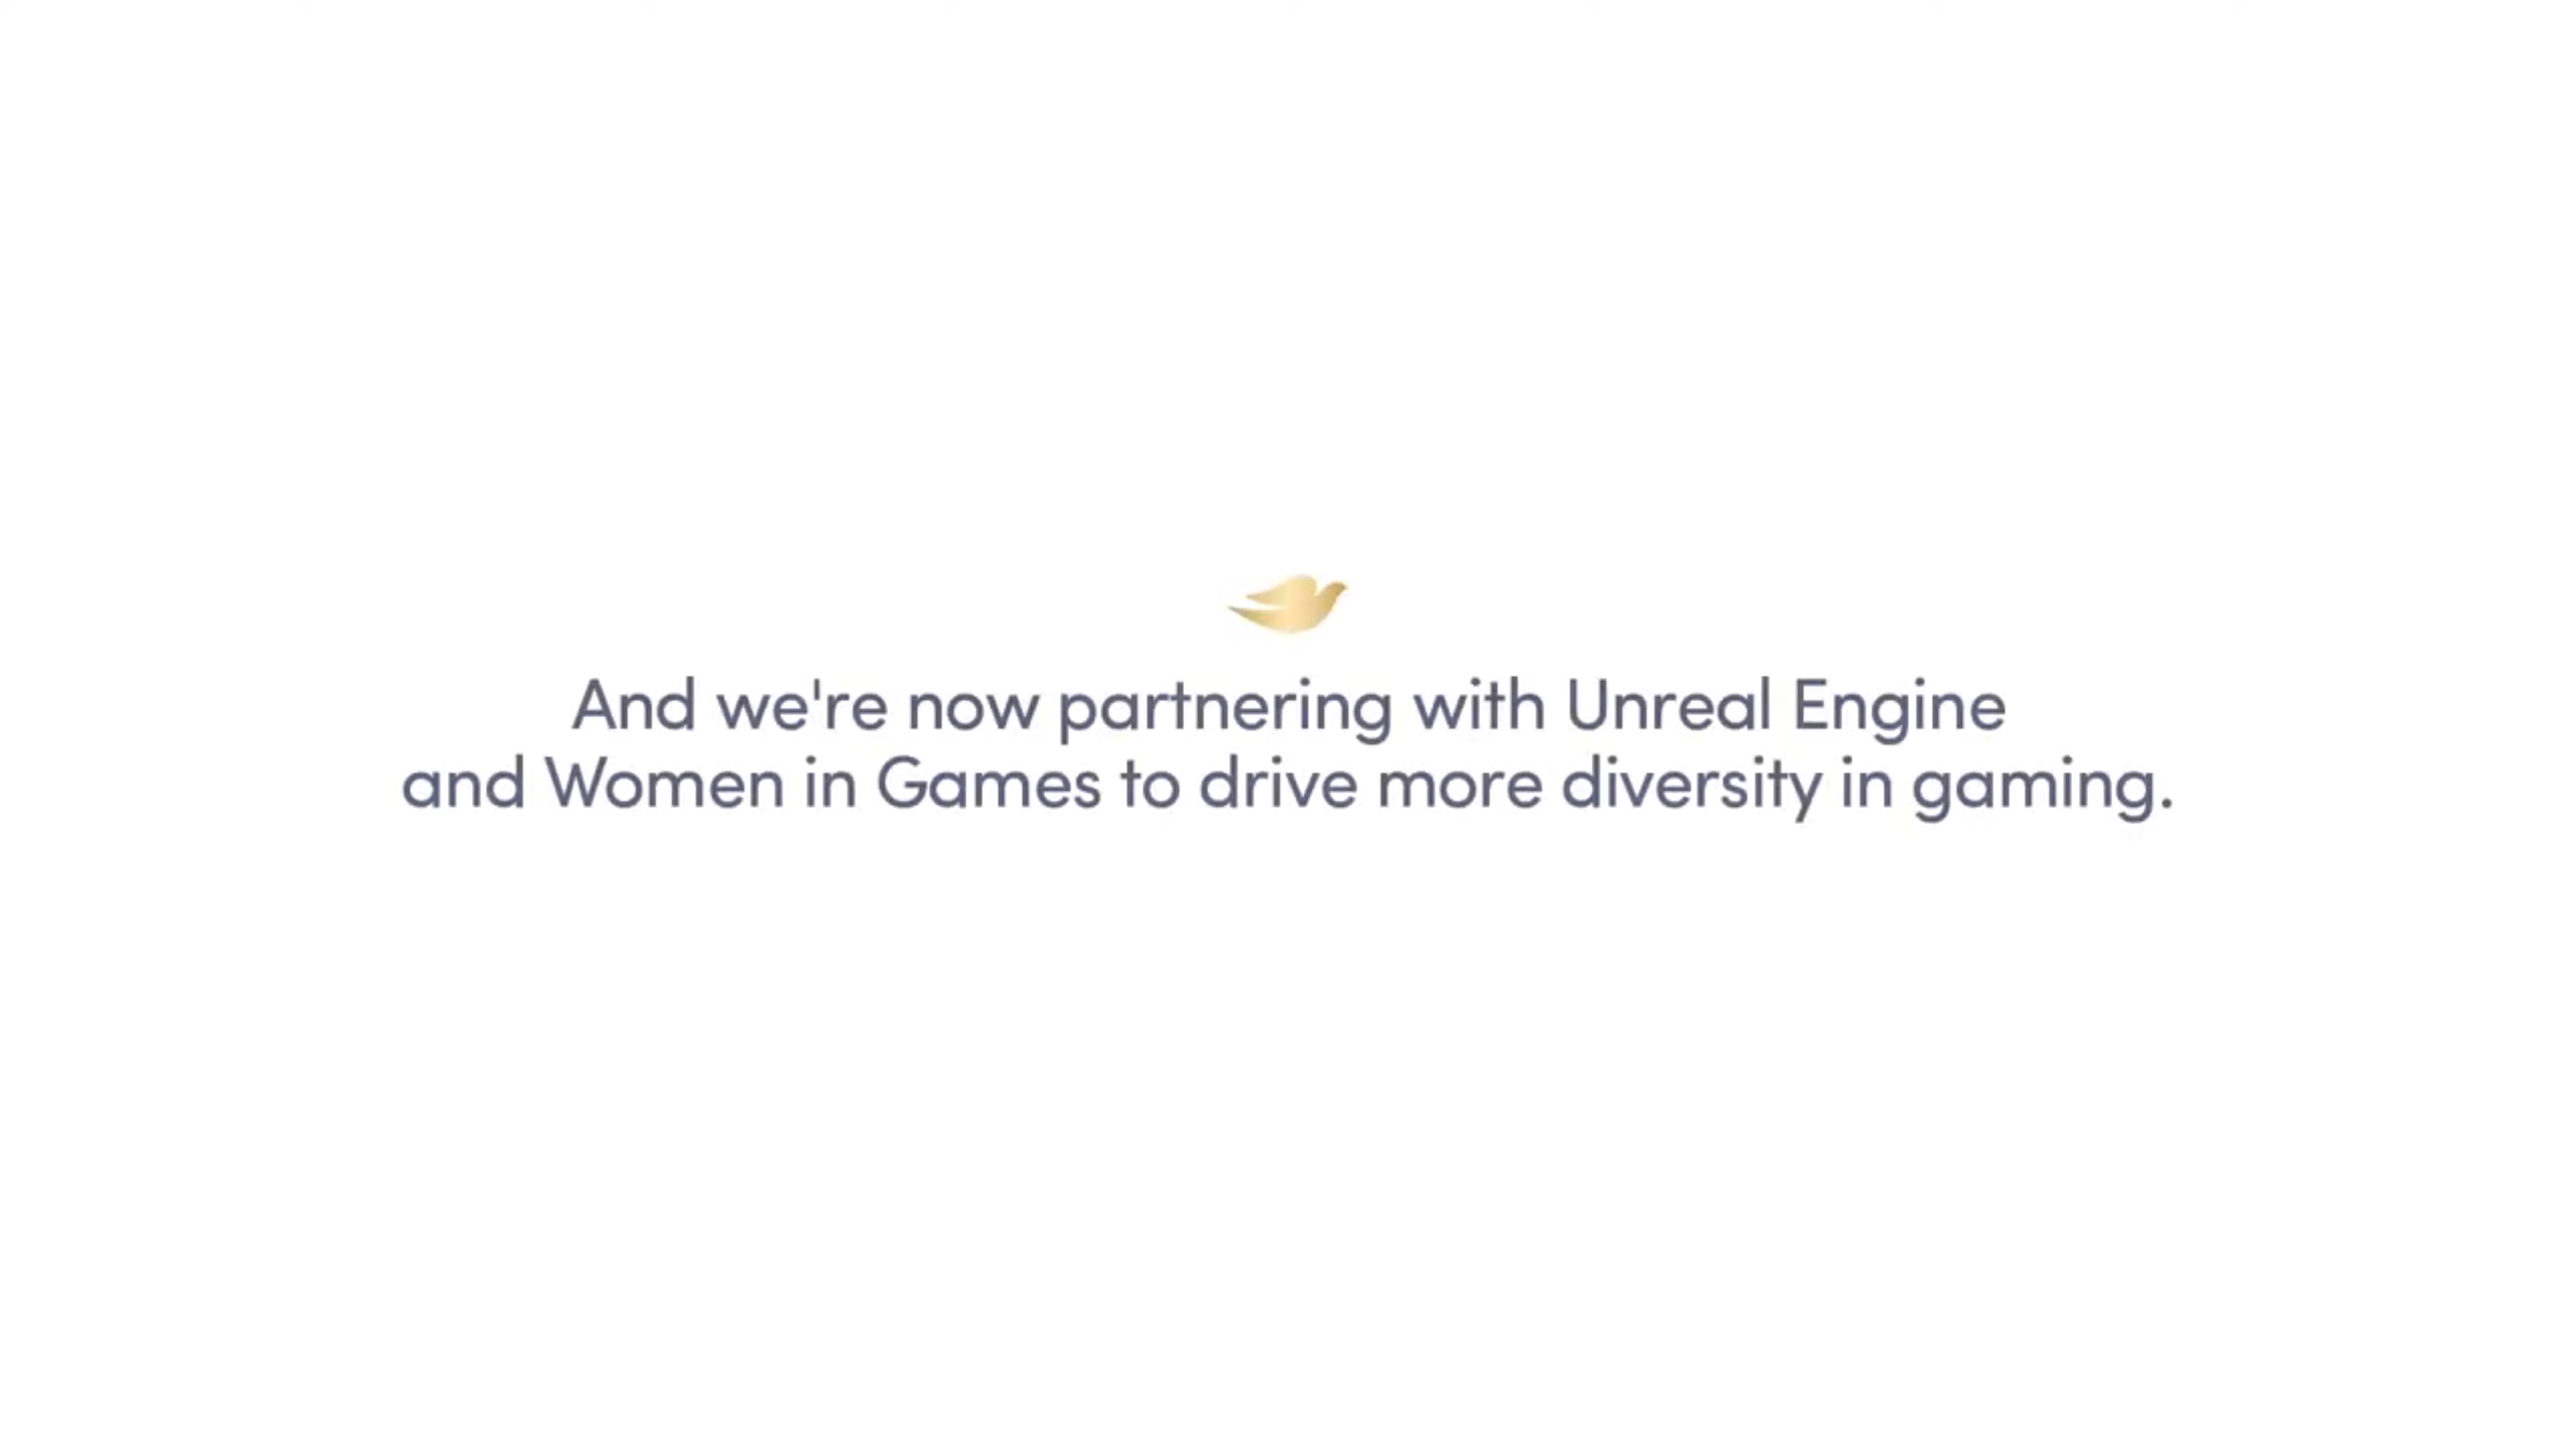 And we're now partnering with Unreal Engine
and Women in Games to drive more diversity in gaming.